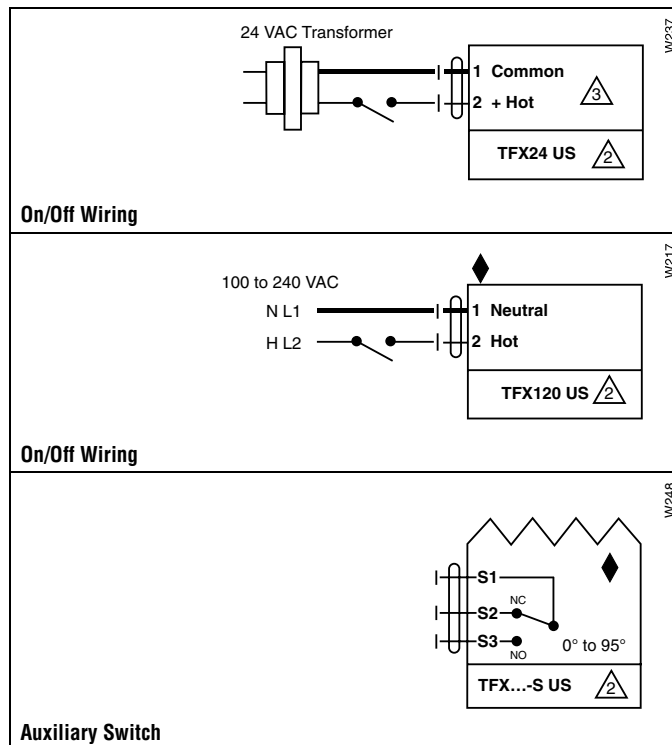 24 VAC Transformer
W237
1 Common
2 + Hot
3
TFX24 US
2
On/Off Wiring
W217
100 to 240 VAC
N L1
1 Neutral
H L2
2 Hot
TFX120 US
2
On/Off Wiring
W248
S1
NC
S2
S3
0° to 95°
NO
TFX...-S US
2
Auxiliary Switch